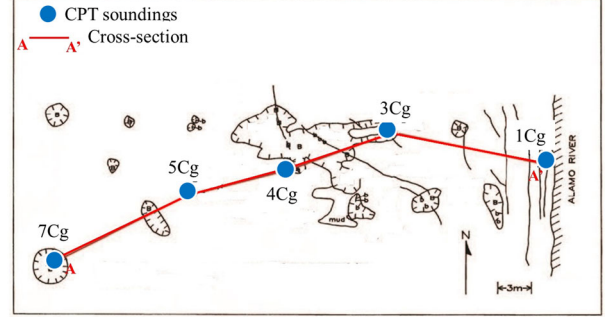 CPT soundings
A A' Cross-section
3Cg
1Cg
5Cg
4Cg
A'
ALAMO RIVER
7Cg
mud
A
N
3m